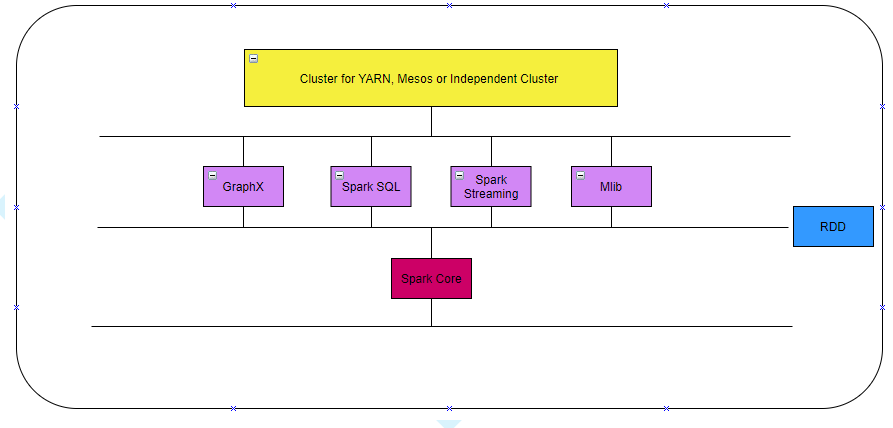 Cluster for YARN, Mesos or Independent Cluster
GraphX
Spark SQL
Spark
Streaming
Mlib
RDD
Spark Core